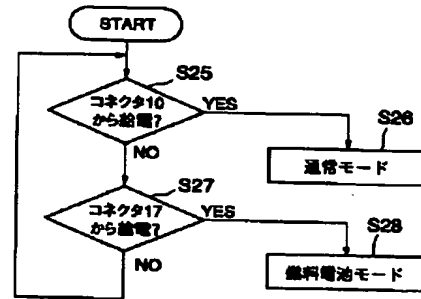 START
S25
コネクタ10
から給電?
YES
S26
通常モード
NO
S27
コネクタ17
から給電?
YES
S28
燃料電池モード
NO